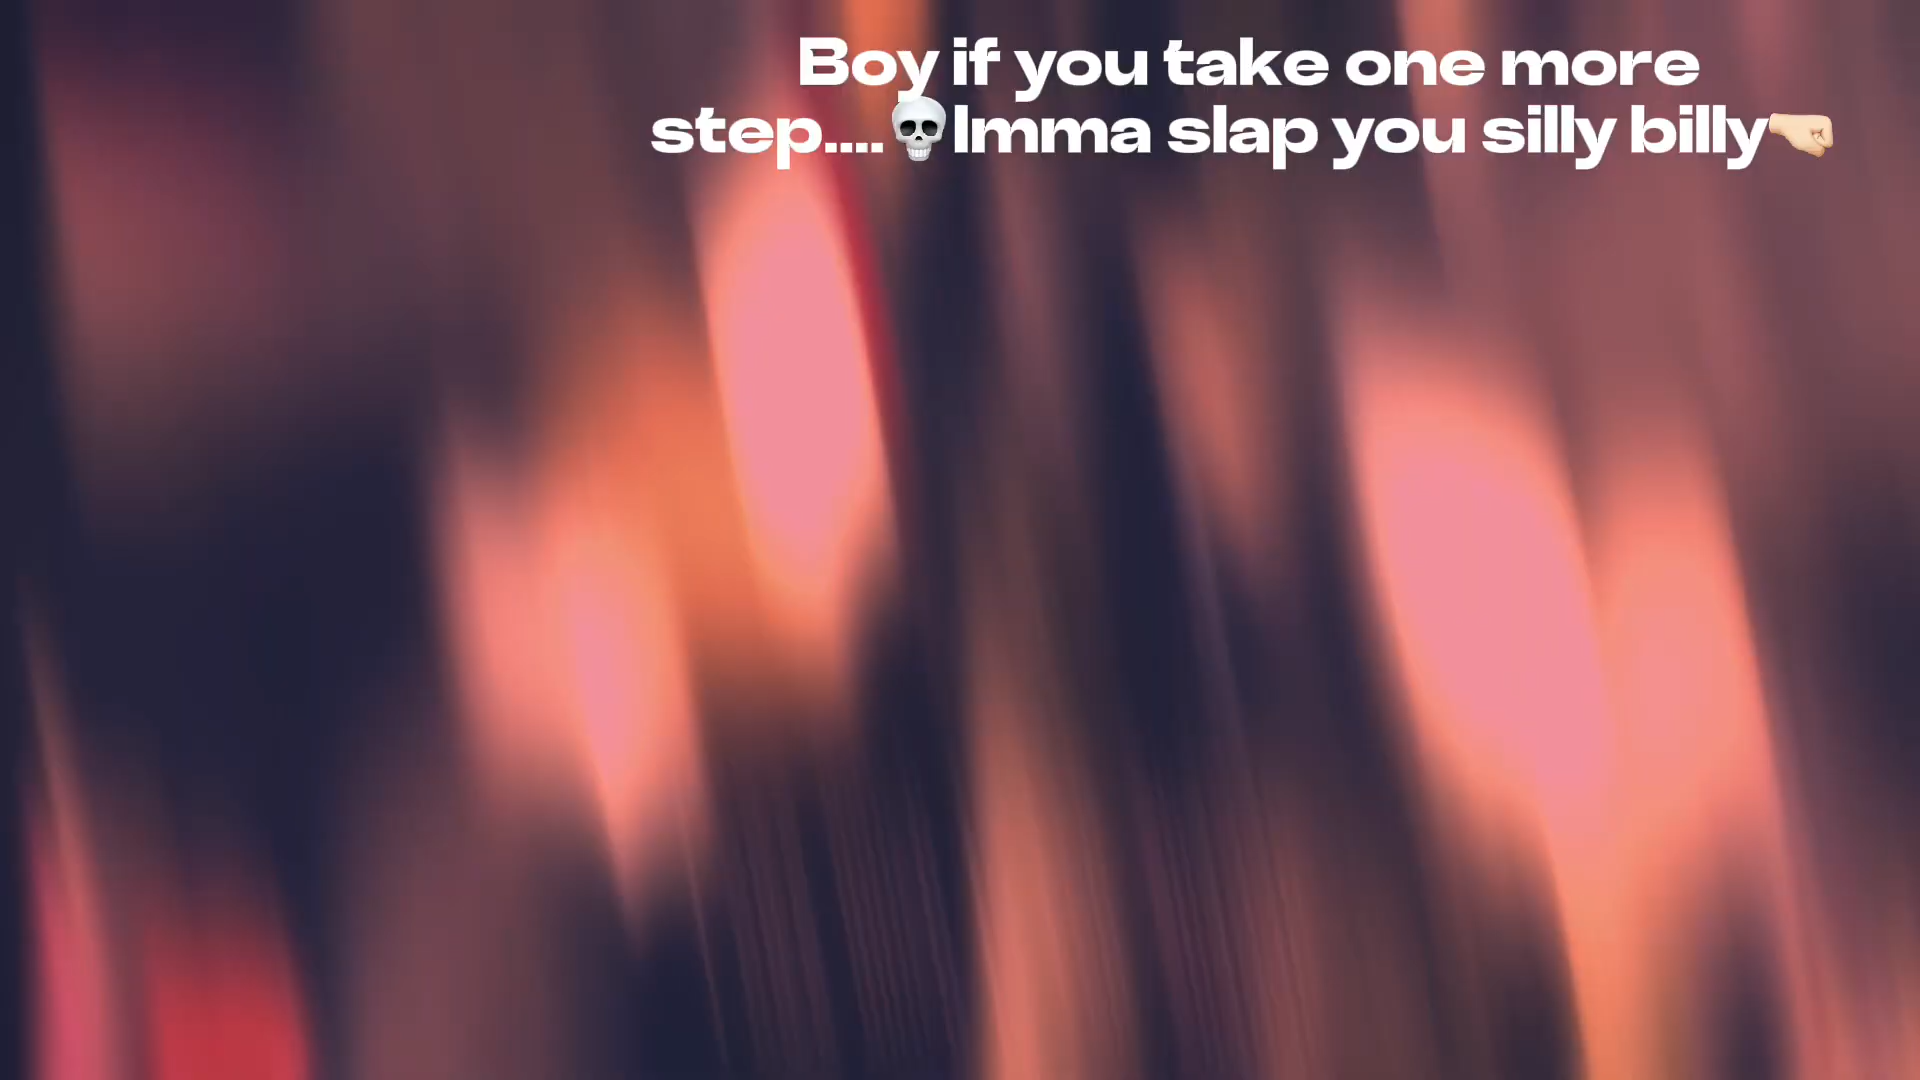 Boy if you take one more
step....💀Imma slap you silly billy🤜🏻